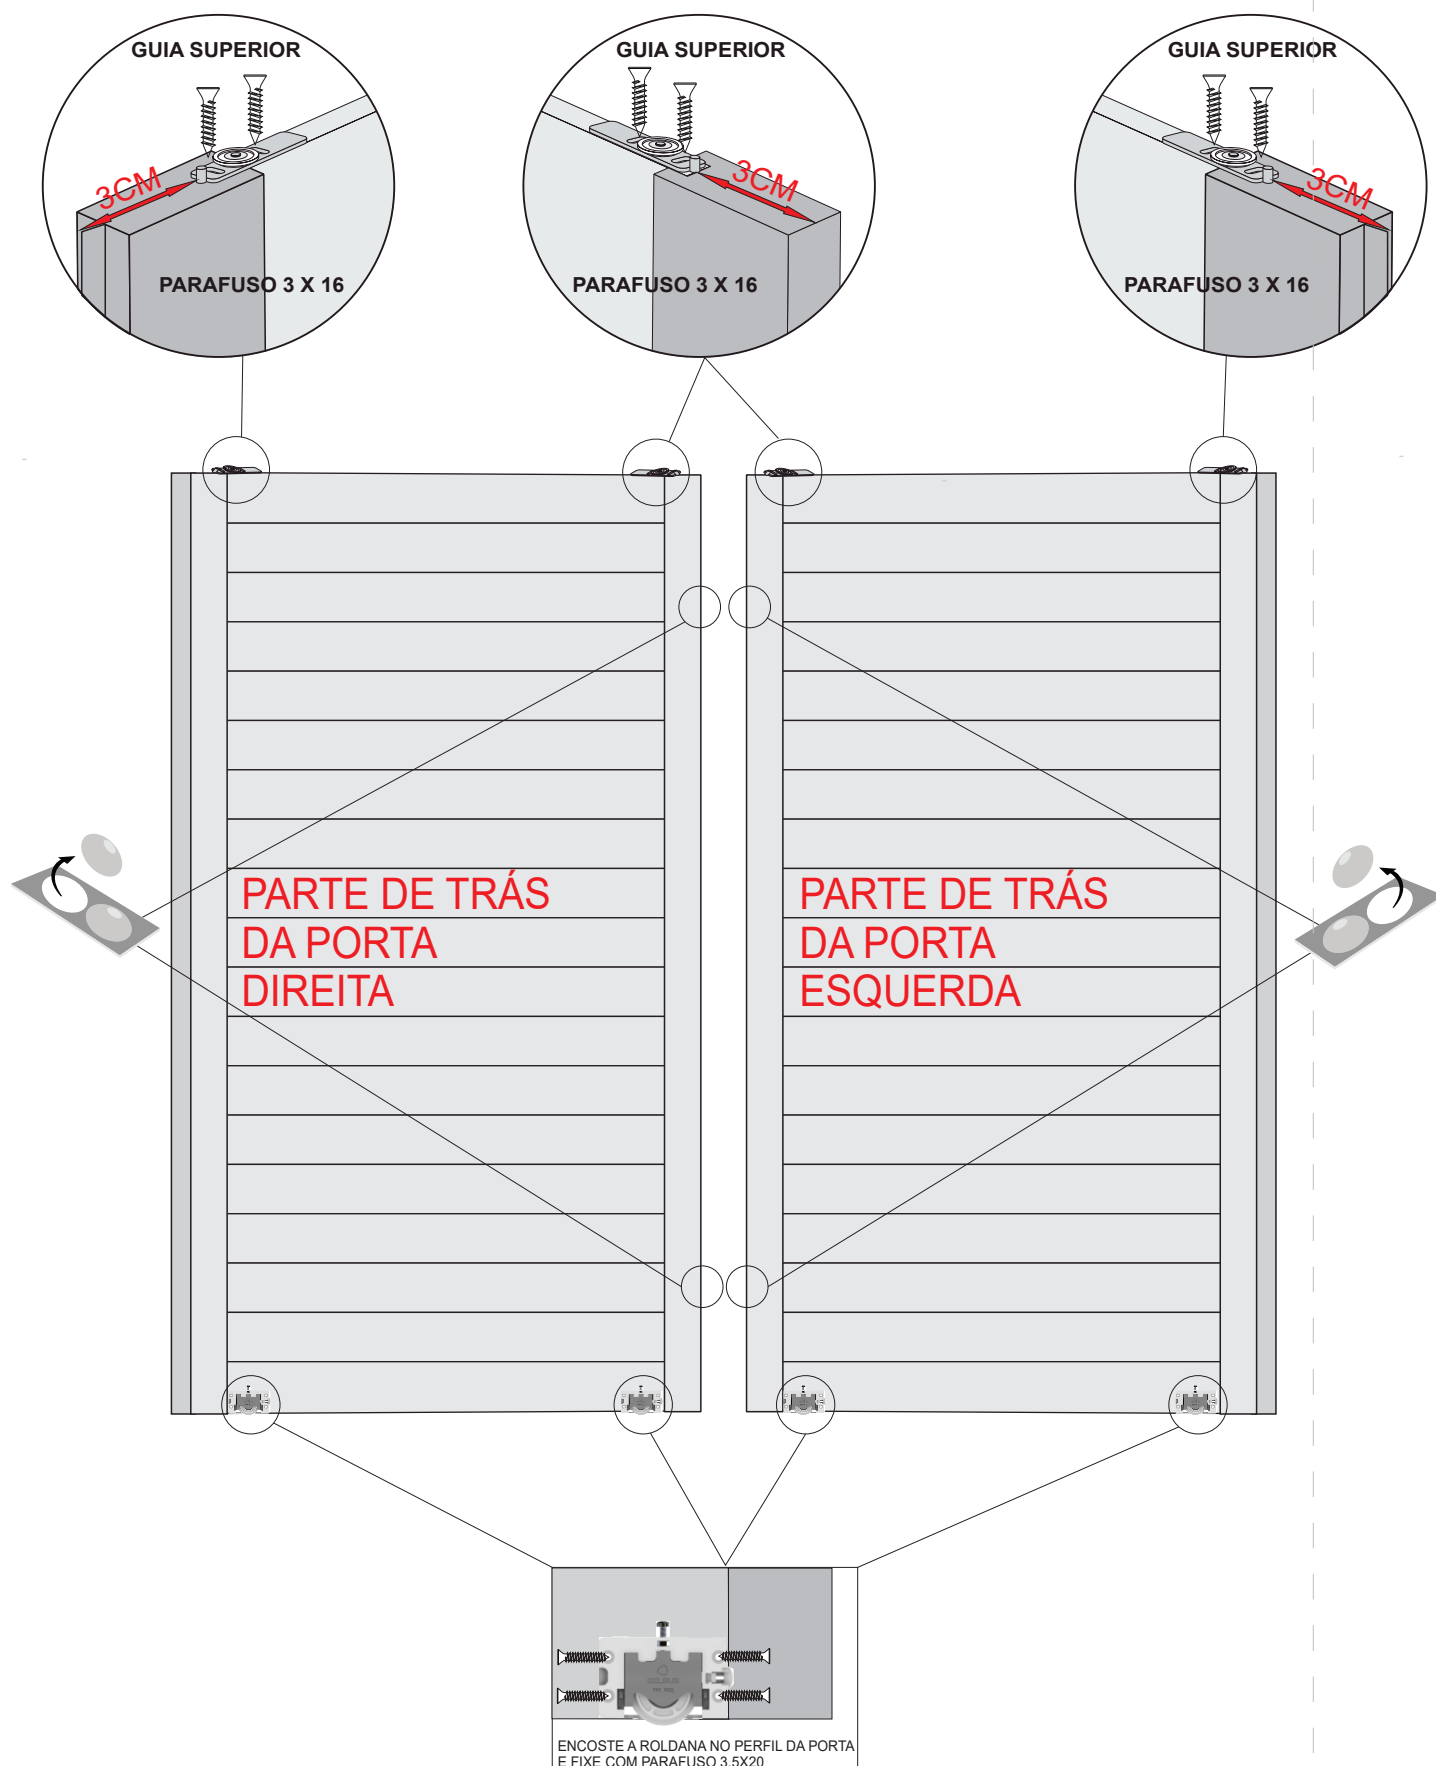 GUIA SUPERIOR
GUIA SUPERIOR
GUIA SUPERIOR
3CM
3CM
3CM
PARAFUSO 3 X 16
PARAFUSO 3 X 16
PARAFUSO 3 X 16
PARTE DE TRÁS
DA PORTA
DIREITA
PARTE DE TRÁS
DA PORTA
ESQUERDA
ENCOSTE A ROLDANA NO PERFIL DA PORTA
E FIXE COM PARAFUSO 3,5X20